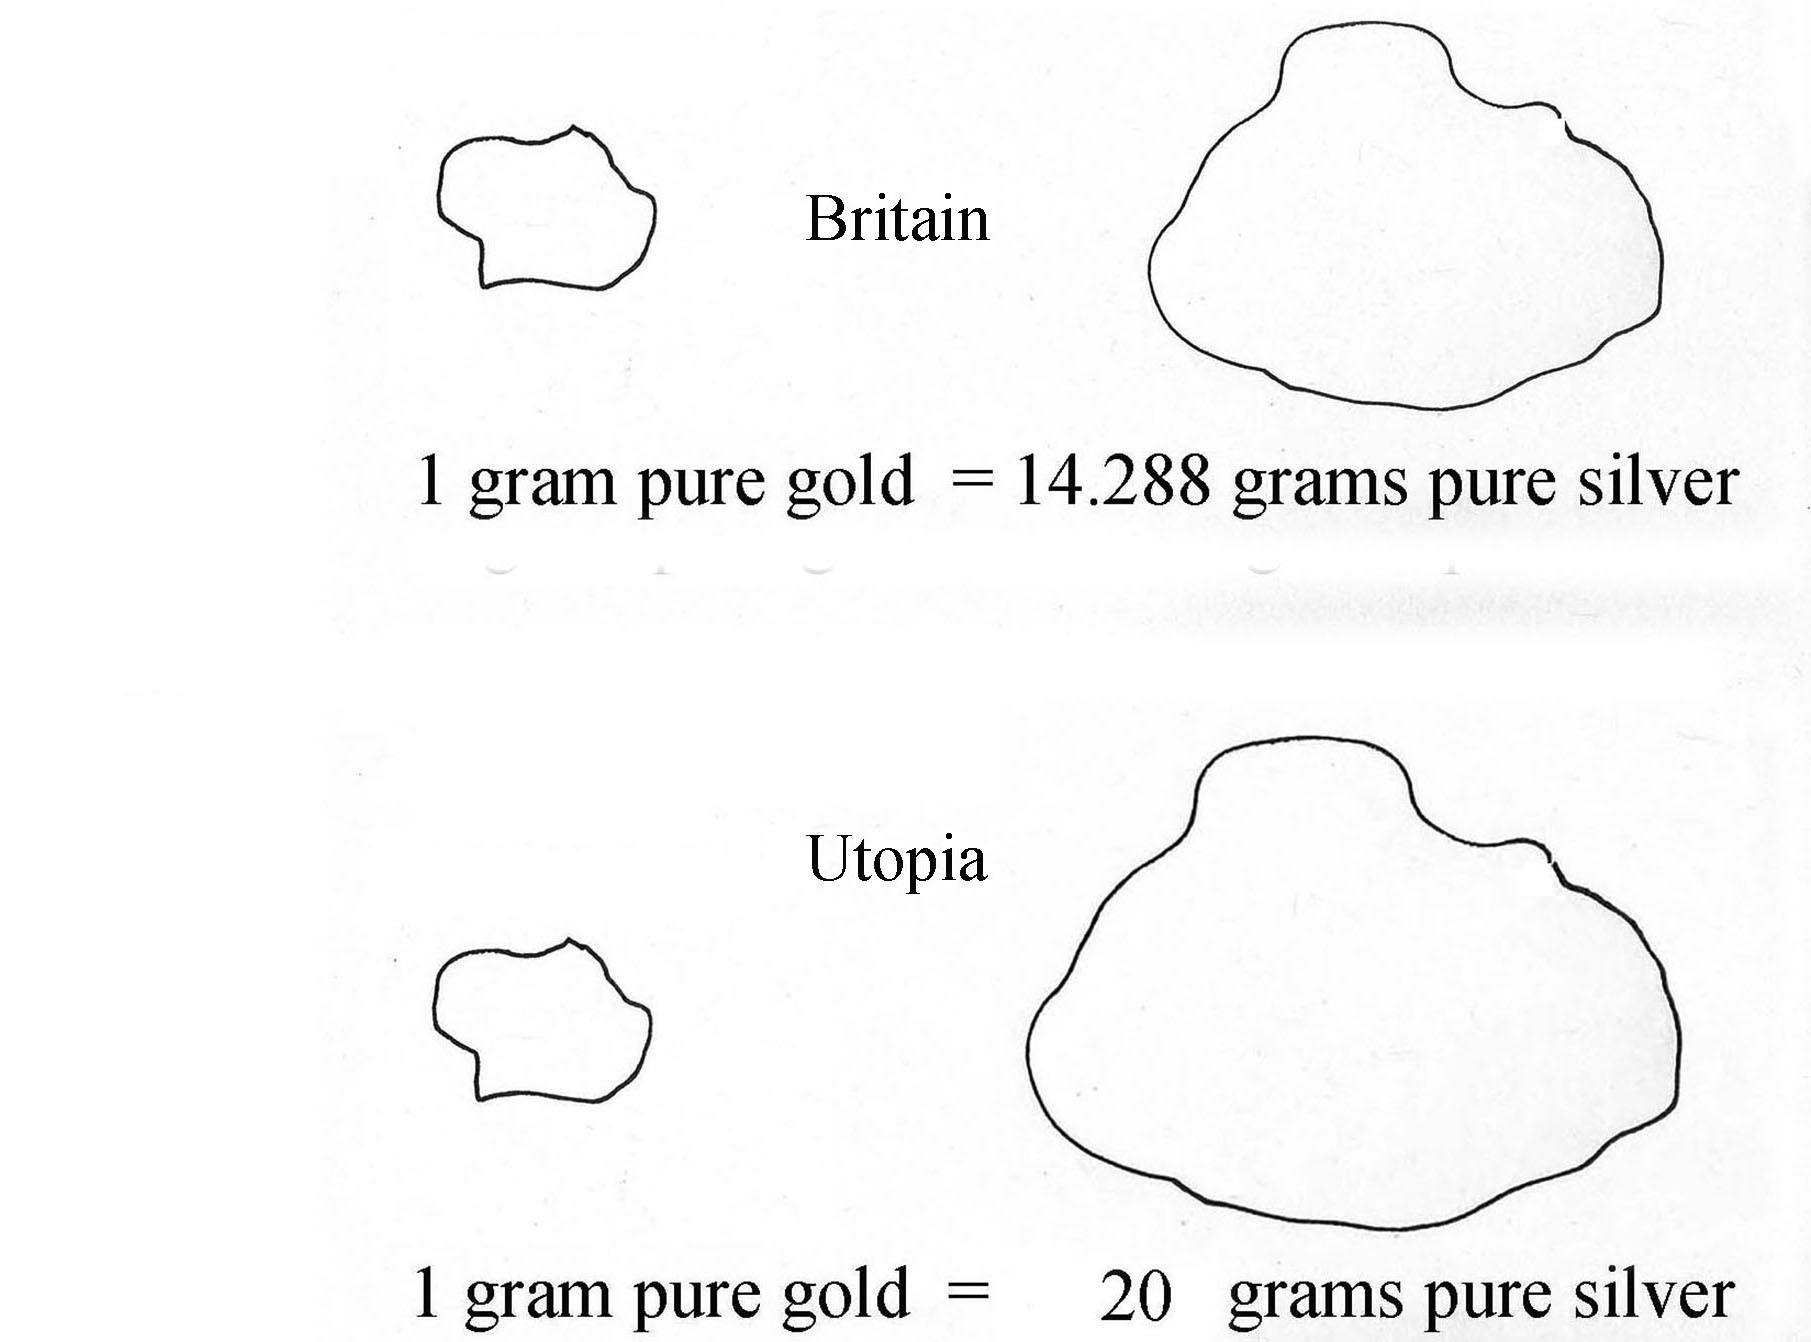 Britain
1 gram pure gold = 14.288 grams pure silver
Utopia
1 gram pure gold = 20 grams pure silver